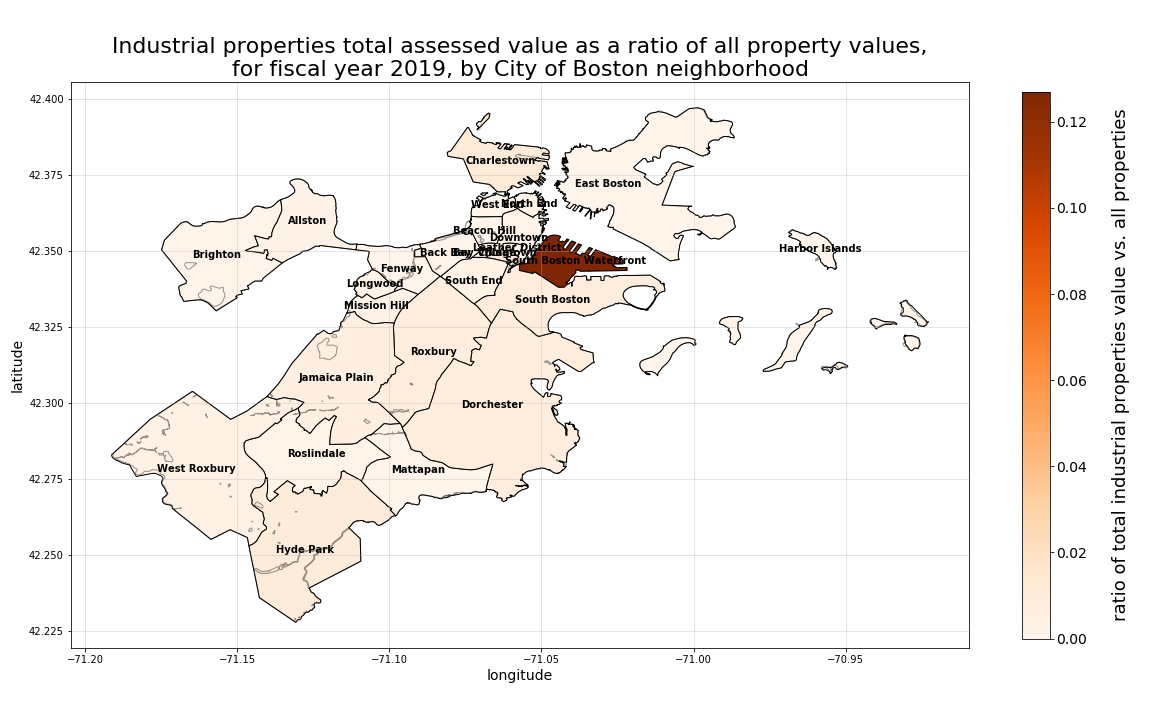 Industrial properties total assessed value as a ratio of all property values,
for fiscal year 2019, by City of Boston neighborhood
42.400
42.375
42.350
42.325
42.300
42.275
42.250
42.225
latitude
−71.20
−71.15
−71.10
−71.05
−71.00
−70.95
longitude
Charlestown
East Boston
West End
North End
Allston
Beacon Hill
Downtown
Leather District
Harbor Islands
Brighton
Back Bay
Bay Village
Chinatown
South Boston Waterfront
Fenway
Longwood
South End
South Boston
Mission Hill
Roxbury
Jamaica Plain
Dorchester
Roslindale
West Roxbury
Mattapan
Hyde Park
0.12
0.10
0.08
0.06
0.04
0.02
0.00
ratio of total industrial properties value vs. all properties